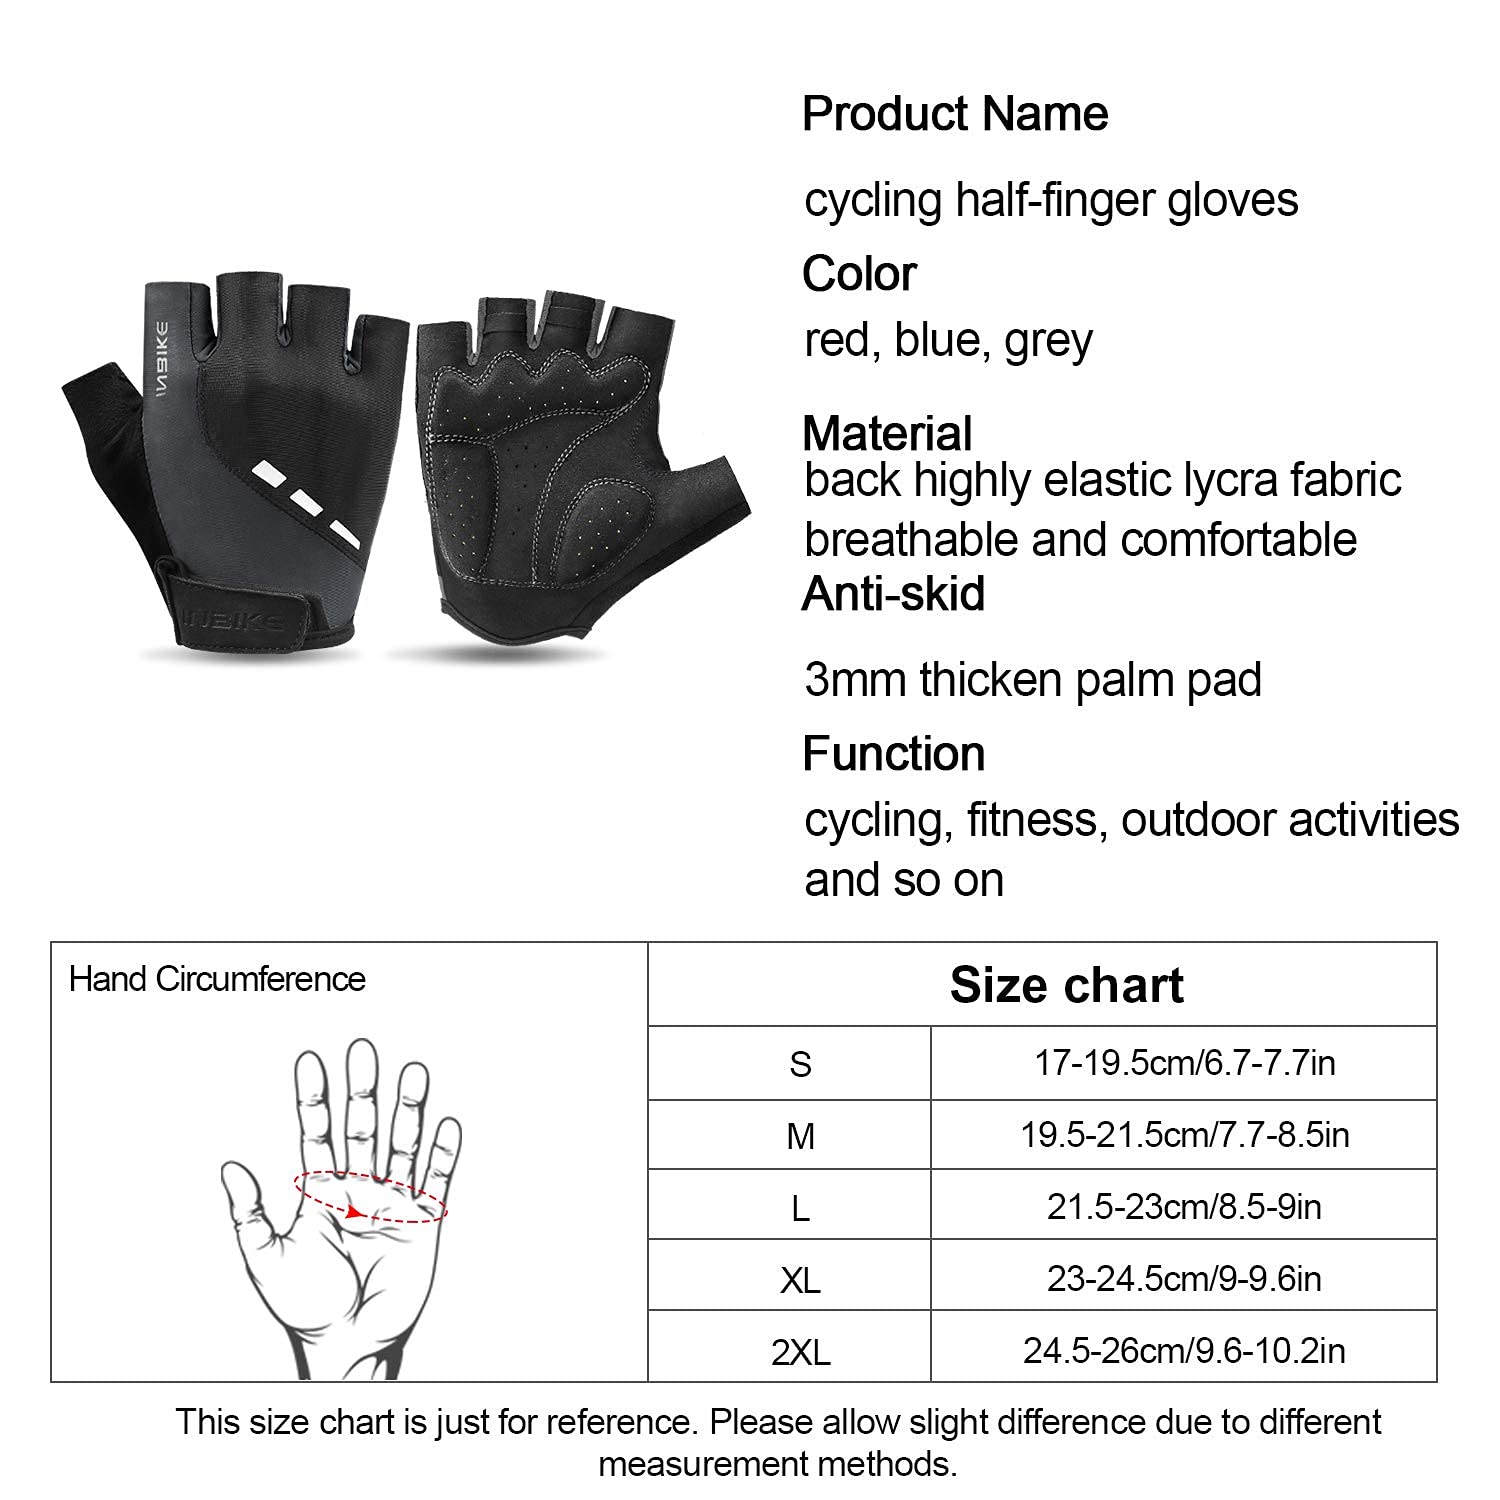 Product Name
cycling half-finger gloves
Color
red, blue, grey
Material
back highly elastic lycra fabric
breathable and comfortable
Anti-skid
3mm thicken palm pad
Function
cycling, fitness, outdoor activities
and so on
INBIKE
INBIKE
Hand Circumference
Size chart
S 17-19.5cm/6.7-7.7in
M 19.5-21.5cm/7.7-8.5in
L 21.5-23cm/8.5-9in
XL 23-24.5cm/9-9.6in
2XL 24.5-26cm/9.6-10.2in
This size chart is just for reference. Please allow slight difference due to different
measurement methods.